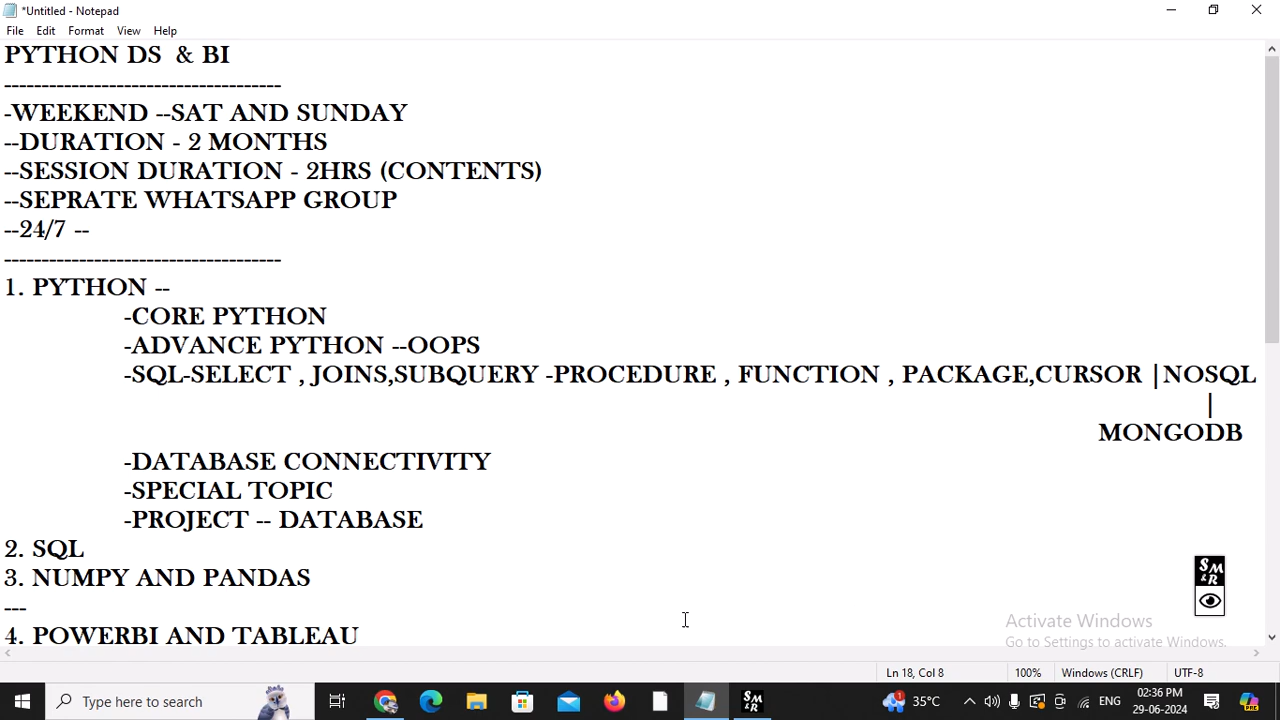 *Untitled - Notepad
File Edit Format View Help
PYTHON DS & BI
-------------------------------------
-WEEKEND --SAT AND SUNDAY
--DURATION - 2 MONTHS
--SESSION DURATION - 2HRS (CONTENTS)
--SEPRATE WHATSAPP GROUP
--24/7 --
-------------------------------------
1. PYTHON --
-CORE PYTHON
-ADVANCE PYTHON --OOPS
-SQL-SELECT , JOINS,SUBQUERY -PROCEDURE , FUNCTION , PACKAGE,CURSOR |NOSQL
|
MONGODB
-DATABASE CONNECTIVITY
-SPECIAL TOPIC
-PROJECT -- DATABASE
2. SQL
3. NUMPY AND PANDAS
---
4. POWERBI AND TABLEAU
SM&R
Activate Windows
Go to Settings to activate Windows.
Ln 18, Col 8 100% Windows (CRLF) UTF-8
Type here to search SM&R 1 35°C ENG 02:36 PM PRE
29-06-2024